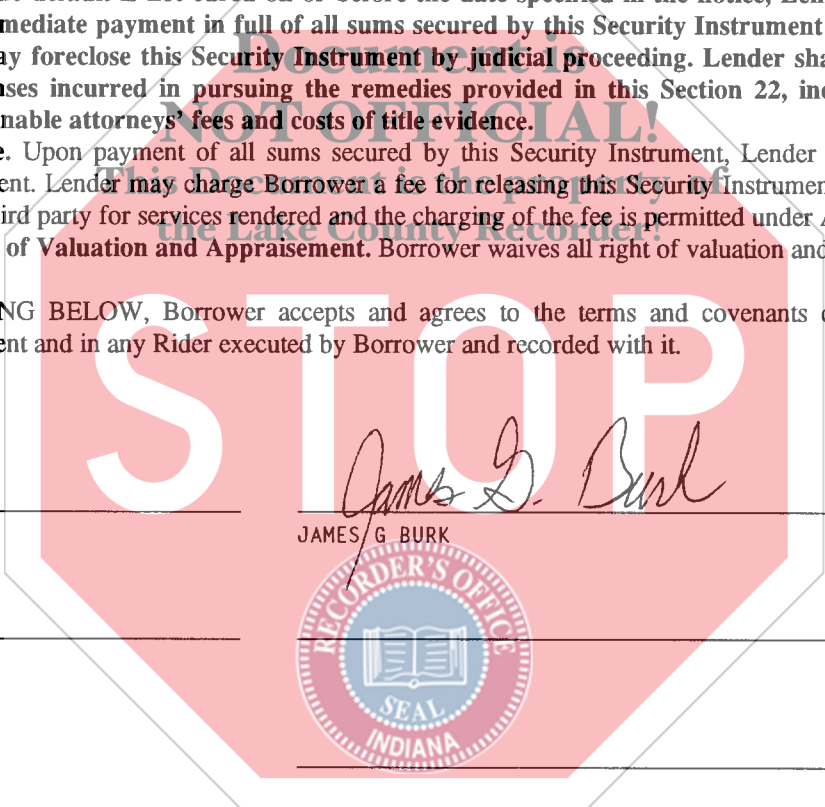 mediate payment in full of all sums secured by this Security Instrument
ay foreclose this Security Instrument by judicial proceeding. Lender sha
nses incurred in pursuing the remedies provided in this Section 22, inc
nable attorneys' fees and costs of title evidence.
e. Upon payment of all sums secured by this Security Instrument, Lender
ent. Lender may charge Borrower a fee for releasing this Security Instrumen
ird party for services rendered and the charging of the fee is permitted under A
of Valuation and Appraisement. Borrower waives all right of valuation and
NG BELOW, Borrower accepts and agrees to the terms and covenants c
ent and in any Rider executed by Borrower and recorded with it.
Document is
NOT OFFICIAL!
This Document is the property of
the Lake County Recorder!
STOP
James G. Burk
JAMES G BURK
RECORDER'S OFFICE
SEAL
INDIANA